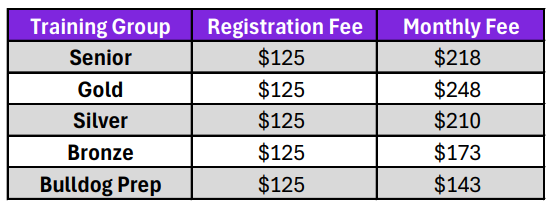 Training Group Registration Fee Monthly Fee
Senior $125 $218
Gold $125 $248
Silver $125 $210
Bronze $125 $173
Bulldog Prep $125 $143